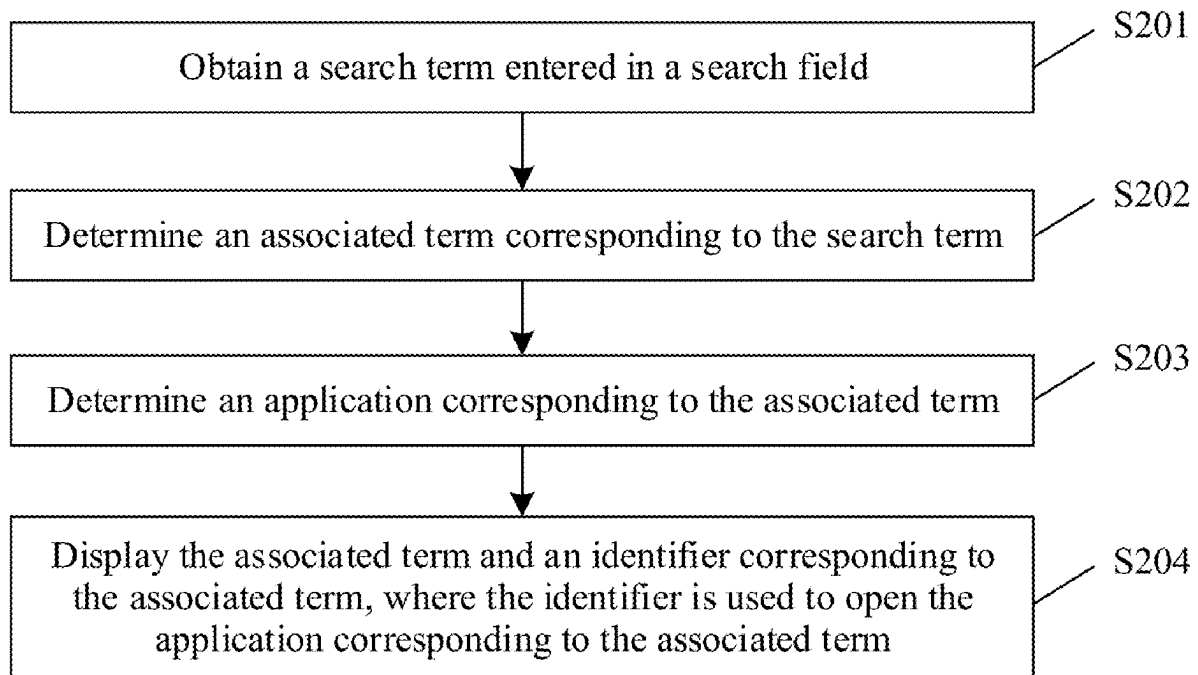 S201
Obtain a search term entered in a search field
S202
Determine an associated term corresponding to the search term
S203
Determine an application corresponding to the associated term
S204
Display the associated term and an identifier corresponding to
the associated term, where the identifier is used to open the
application corresponding to the associated term